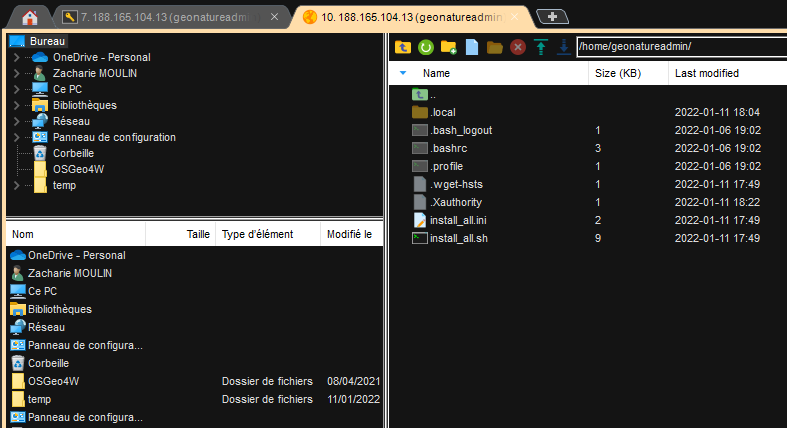 7. 188.165.104.13 (geonatureadmin
10. 188.165.104.13 (geonatureadmin
Bureau
OneDrive - Personal
Zacharie MOULIN
Ce PC
Bibliothèques
Réseau
Panneau de configuration
Corbeille
OSGeo4W
temp
Nom Taille Type d'élément Modifié le
OneDrive - Personal
Zacharie MOULIN
Ce PC
Bibliothèques
Réseau
Panneau de configura...
Corbeille
OSGeo4W Dossier de fichiers 08/04/2021
temp Dossier de fichiers 11/01/2022
Panneau de configura...
/home/geonatureadmin/
Name Size (KB) Last modified
..
.local 2022-01-11 18:04
.bash_logout 1 2022-01-06 19:02
.bashrc 3 2022-01-06 19:02
.profile 1 2022-01-06 19:02
.wget-hsts 1 2022-01-11 17:49
.Xauthority 1 2022-01-11 18:22
install_all.ini 2 2022-01-11 17:49
install_all.sh 9 2022-01-11 17:49